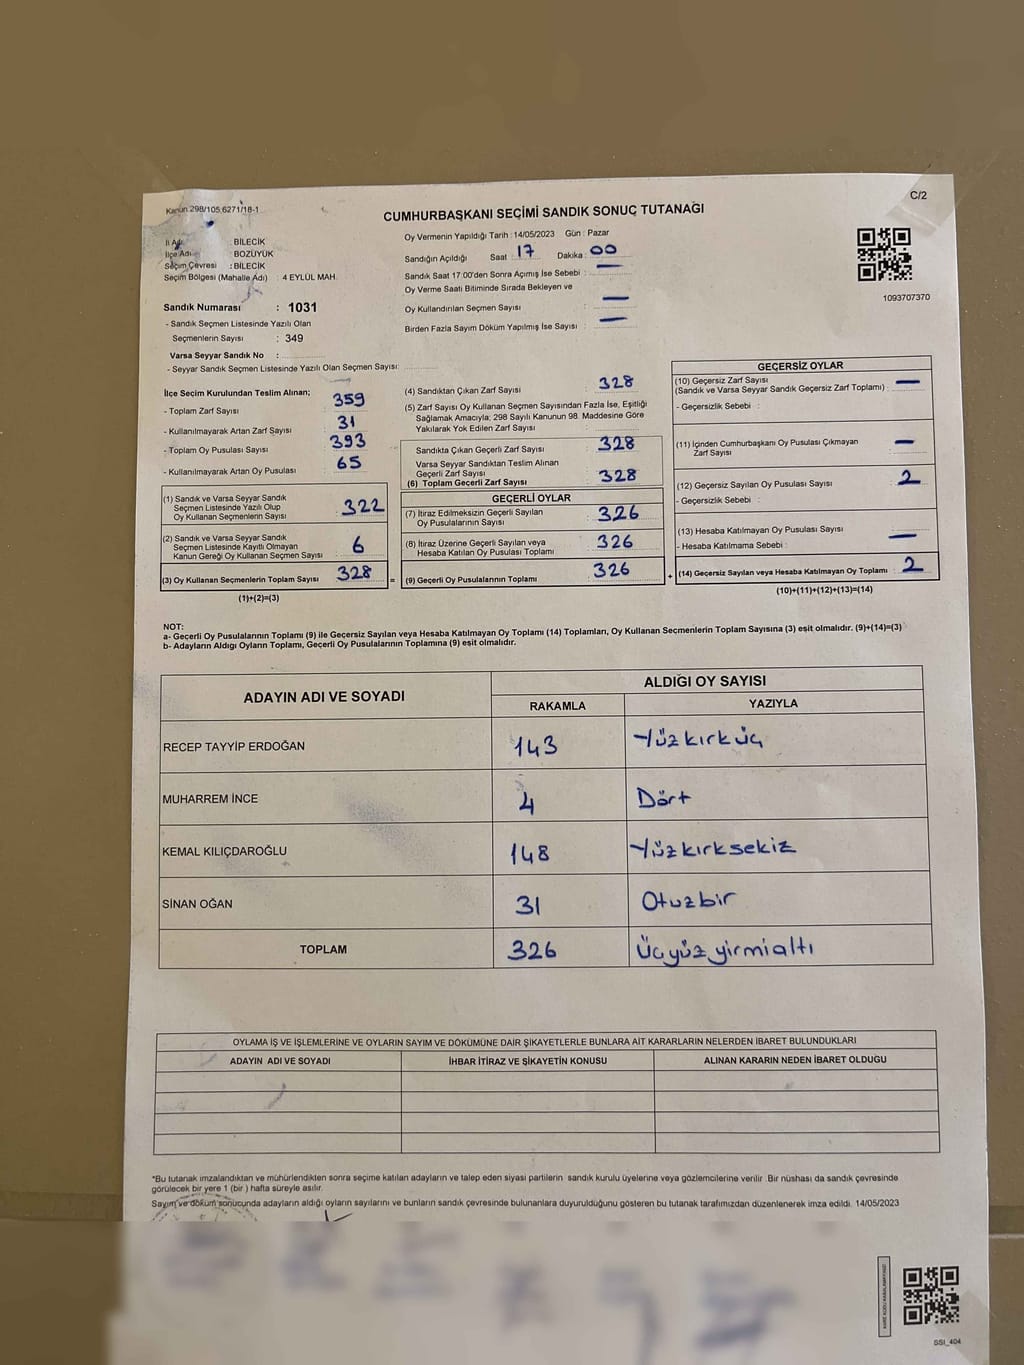 Kanun 298/105,6271/18-1
C/2
CUMHURBAŞKANI SEÇİMİ SANDIK SONUÇ TUTANAĞI
İl Adı : BİLECİK
İlçe Adı : BOZÜYÜK
Seçim Çevresi : BİLECİK
Seçim Bölgesi (Mahalle Adı) 4 EYLÜL MAH.
Sandık Numarası : 1031
- Sandık Seçmen Listesinde Yazılı Olan
Seçmenlerin Sayısı : 349
Varsa Seyyar Sandık No :
- Seyyar Sandık Seçmen Listesinde Yazılı Olan Seçmen Sayısı:
Oy Vermenin Yapıldığı Tarih : 14/05/2023 Gün : Pazar
Sandığın Açıldığı Saat : 17 Dakika : 00
Sandık Saat 17:00'den Sonra Açımış İse Sebebi : —
Oy Verme Saati Bitiminde Sırada Bekleyen ve
Oy Kullandırılan Seçmen Sayısı : —
Birden Fazla Sayım Döküm Yapılmış İse Sayısı : —
1093707370
İlçe Seçim Kurulundan Teslim Alınan;
- Toplam Zarf Sayısı 359
- Kullanılmayarak Artan Zarf Sayısı 31
- Toplam Oy Pusulası Sayısı 393
- Kullanılmayarak Artan Oy Pusulası 65
(1) Sandık ve Varsa Seyyar Sandık
Seçmen Listesinde Yazılı Olup
Oy Kullanan Seçmenlerin Sayısı 322
(2) Sandık ve Varsa Seyyar Sandık
Seçmen Listesinde Kayıtlı Olmayan
Kanun Gereği Oy Kullanan Seçmen Sayısı 6
(3) Oy Kullanan Seçmenlerin Toplam Sayısı 328 =
(1)+(2)=(3)
(4) Sandıktan Çıkan Zarf Sayısı 328
(5) Zarf Sayısı Oy Kullanan Seçmen Sayısından Fazla İse, Eşitliği
Sağlamak Amacıyla; 298 Sayılı Kanunun 98. Maddesine Göre
Yakılarak Yok Edilen Zarf Sayısı :
Sandıkta Çıkan Geçerli Zarf Sayısı 328
Varsa Seyyar Sandıktan Teslim Alınan
Geçerli Zarf Sayısı
(6) Toplam Geçerli Zarf Sayısı 328
GEÇERLİ OYLAR
(7) İtiraz Edilmeksizin Geçerli Sayılan
Oy Pusulalarının Sayısı 326
(8) İtiraz Üzerine Geçerli Sayılan veya
Hesaba Katılan Oy Pusulası Toplamı 326
(9) Geçerli Oy Pusulalarının Toplamı 326 +
GEÇERSİZ OYLAR
(10) Geçersiz Zarf Sayısı
(Sandık ve Varsa Seyyar Sandık Geçersiz Zarf Toplamı) : —
- Geçersizlik Sebebi :
(11) İçinden Cumhurbaşkanı Oy Pusulası Çıkmayan
Zarf Sayısı —
(12) Geçersiz Sayılan Oy Pusulası Sayısı 2
- Geçersizlik Sebebi :
(13) Hesaba Katılmayan Oy Pusulası Sayısı
- Hesaba Katılmama Sebebi : —
(14) Geçersiz Sayılan veya Hesaba Katılmayan Oy Toplamı 2
(10)+(11)+(12)+(13)=(14)
NOT:
a- Geçerli Oy Pusulalarının Toplamı (9) ile Geçersiz Sayılan veya Hesaba Katılmayan Oy Toplamı (14) Toplamları, Oy Kullanan Seçmenlerin Toplam Sayısına (3) eşit olmalıdır. (9)+(14)=(3)
b- Adayların Aldığı Oyların Toplamı, Geçerli Oy Pusulalarının Toplamına (9) eşit olmalıdır.
ADAYIN ADI VE SOYADI
ALDIĞI OY SAYISI
RAKAMLA YAZIYLA
RECEP TAYYİP ERDOĞAN 143 Yüzkırküç
MUHARREM İNCE 4 Dört
KEMAL KILIÇDAROĞLU 148 Yüzkırksekiz
SİNAN OĞAN 31 Otuzbir
TOPLAM 326 Üçyüzyirmialtı
OYLAMA İŞ VE İŞLEMLERİNE VE OYLARIN SAYIM VE DÖKÜMÜNE DAİR ŞİKAYETLERLE BUNLARA AİT KARARLARIN NELERDEN İBARET BULUNDUKLARI
ADAYIN ADI VE SOYADI İHBAR İTİRAZ VE ŞİKAYETİN KONUSU ALINAN KARARIN NEDEN İBARET OLDUĞU
*Bu tutanak imzalandıktan ve mühürlendikten sonra seçime katılan adayların ve talep eden siyasi partilerin sandık kurulu üyelerine veya gözlemcilerine verilir. Bir nüshası da sandık çevresinde
görülecek bir yere 1 (bir ) hafta süreyle asılır.
Sayım ve döküm sonucunda adayların aldığı oyların sayılarını ve bunların sandık çevresinde bulunanlara duyurulduğunu gösteren bu tutanak tarafımızdan düzenlenerek imza edildi. 14/05/2023
SSI_404